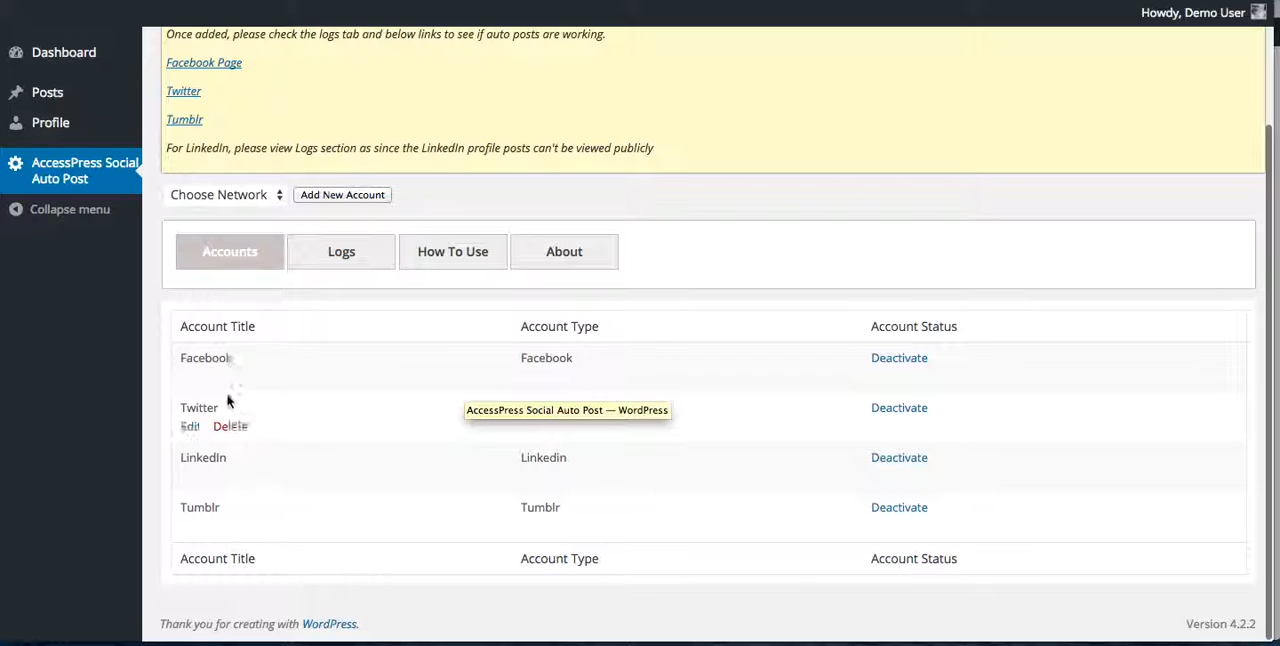 Howdy, Demo User
Dashboard
Posts
Profile
AccessPress Social
Auto Post
Collapse menu
Once added, please check the logs tab and below links to see if auto posts are working.
Facebook Page
Twitter
Tumblr
For LinkedIn, please view Logs section as since the LinkedIn profile posts can't be viewed publicly
Choose Network Add New Account
Accounts Logs How To Use About
Account Title Account Type Account Status
Facebook Facebook Deactivate
Twitter AccessPress Social Auto Post — WordPress Deactivate
Edit Delete
LinkedIn Linkedin Deactivate
Tumblr Tumblr Deactivate
Account Title Account Type Account Status
Thank you for creating with WordPress. Version 4.2.2